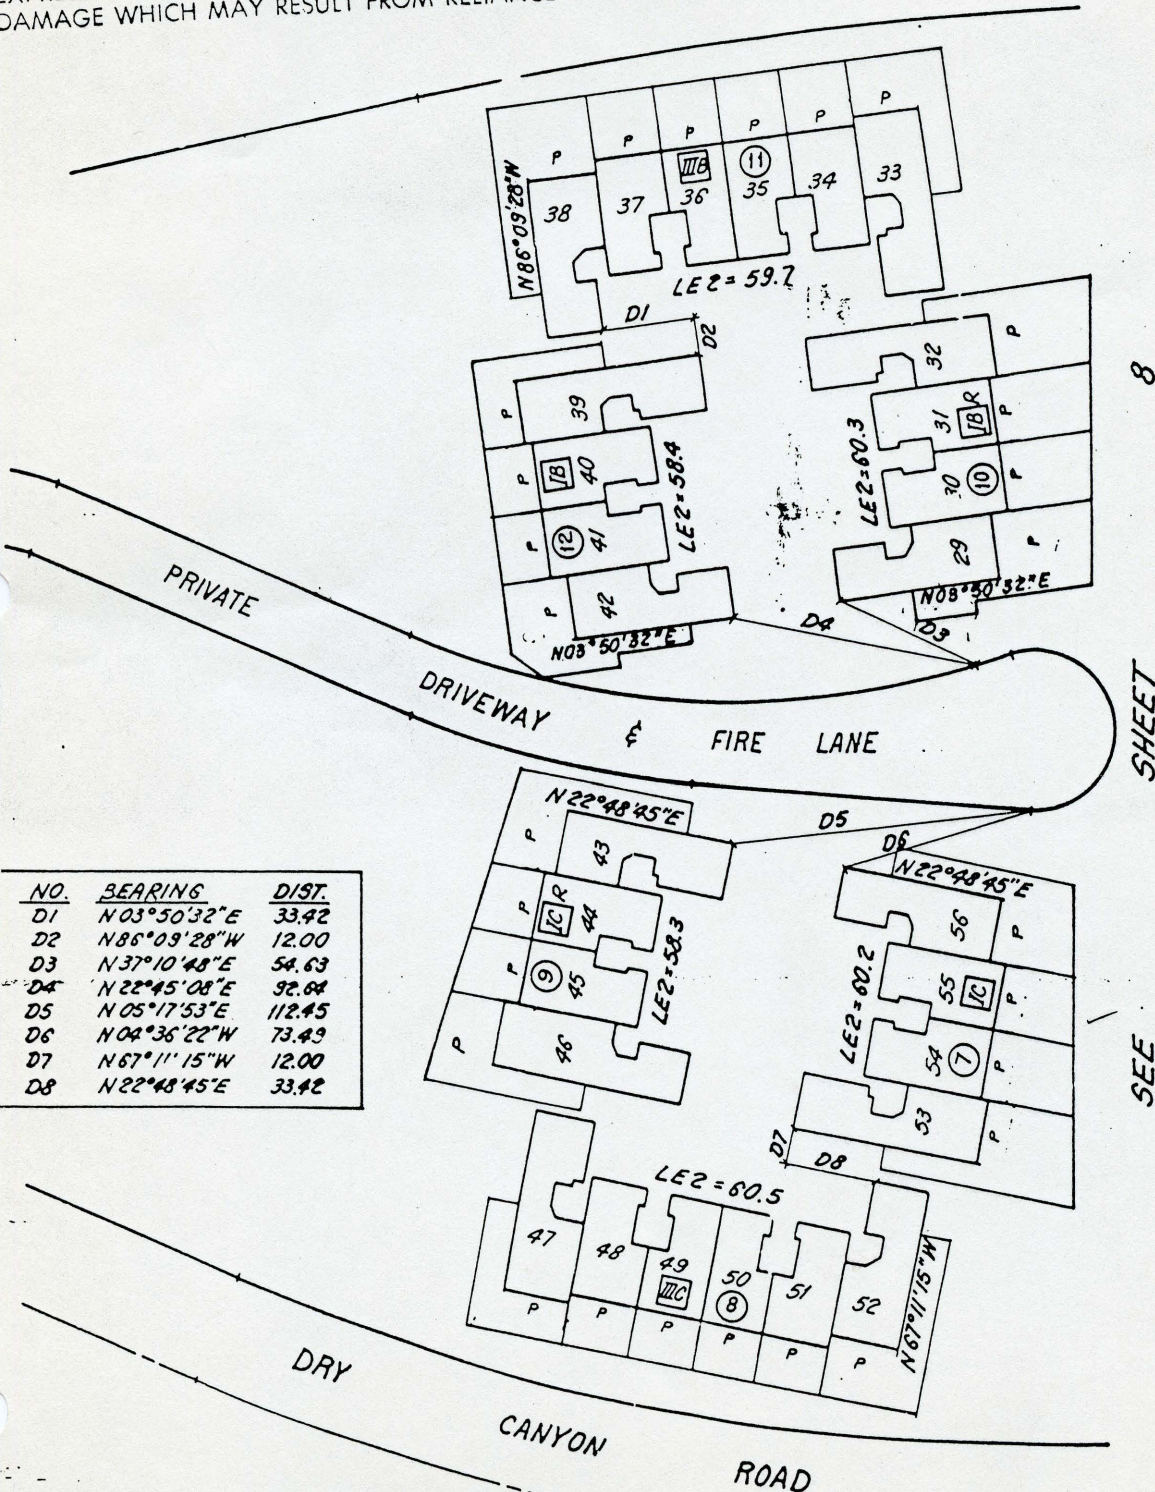 DAMAGE WHICH MAY RESULT FROM RELIANCE
P P P P P P
38 37 36 35 34 33
IIIB 11
N86°09'28"W
LE2=59.7
D1
D2
P P P P
39 40 41 42
IB 12
LE2=58.4
N03°50'32"E
P P P P
32 31 30 29
IB R 10
LE2=60.3
N03°50'32"E
D4
D3
8
PRIVATE
DRIVEWAY & FIRE LANE
SHEET
SEE
N22°48'45"E
P P P P
43 44 45 46
IC R 9
LE2=58.3
D5
D6
N22°48'45"E
P P P P
56 55 54 53
IC 7
LE2=60.2
D7
D8
NO. BEARING DIST.
D1 N03°50'32"E 33.42
D2 N86°09'28"W 12.00
D3 N37°10'48"E 54.63
D4 N22°45'08"E 92.64
D5 N05°17'53"E 112.45
D6 N04°36'22"W 73.49
D7 N67°11'15"W 12.00
D8 N22°48'45"E 33.42
LE2=60.5
47 48 49 50 51 52
IIIC 8
P P P P P P
N67°11'15"W
DRY
CANYON
ROAD